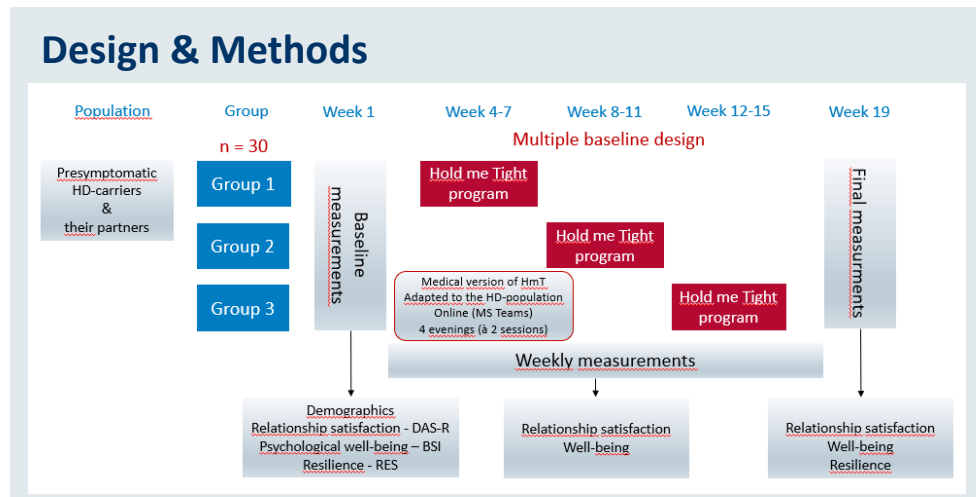 Design & Methods
Population
Group
Week 1
Week 4-7
Week 8-11
Week 12-15
Week 19
n = 30
Multiple baseline design
Presymptomatic
HD-carriers
&
their partners
Group 1
Group 2
Group 3
Baseline
measurements
Hold me Tight
program
Hold me Tight
program
Hold me Tight
program
Medical version of HmT
Adapted to the HD-population
Online (MS Teams)
4 evenings (à 2 sessions)
Final measurments
Weekly measurements
Demographics
Relationship satisfaction - DAS-R
Psychological well-being – BSI
Resilience - RES
Relationship satisfaction
Well-being
Relationship satisfaction
Well-being
Resilience